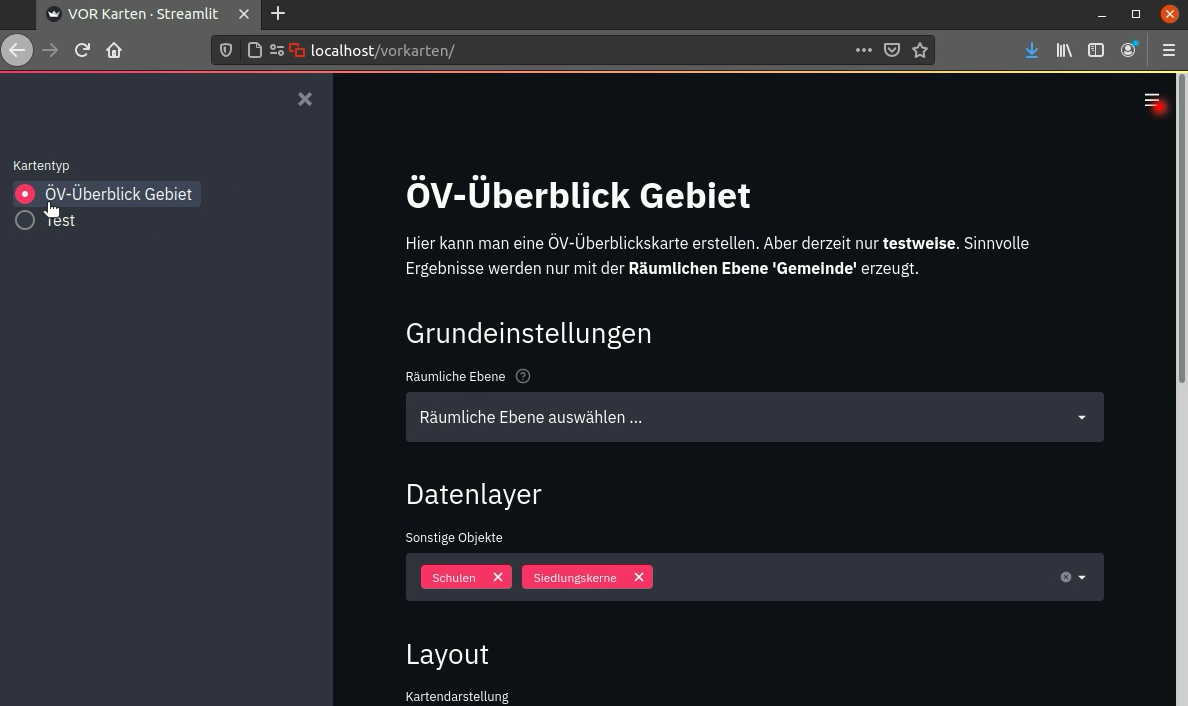 VOR Karten · Streamlit
localhost/vorkarten/
Kartentyp
ÖV-Überblick Gebiet
Test
ÖV-Überblick Gebiet
Hier kann man eine ÖV-Überblickskarte erstellen. Aber derzeit nur testweise. Sinnvolle
Ergebnisse werden nur mit der Räumlichen Ebene 'Gemeinde' erzeugt.
Grundeinstellungen
Räumliche Ebene
Räumliche Ebene auswählen ...
Datenlayer
Sonstige Objekte
Schulen
Siedlungskerne
Layout
Kartendarstellung